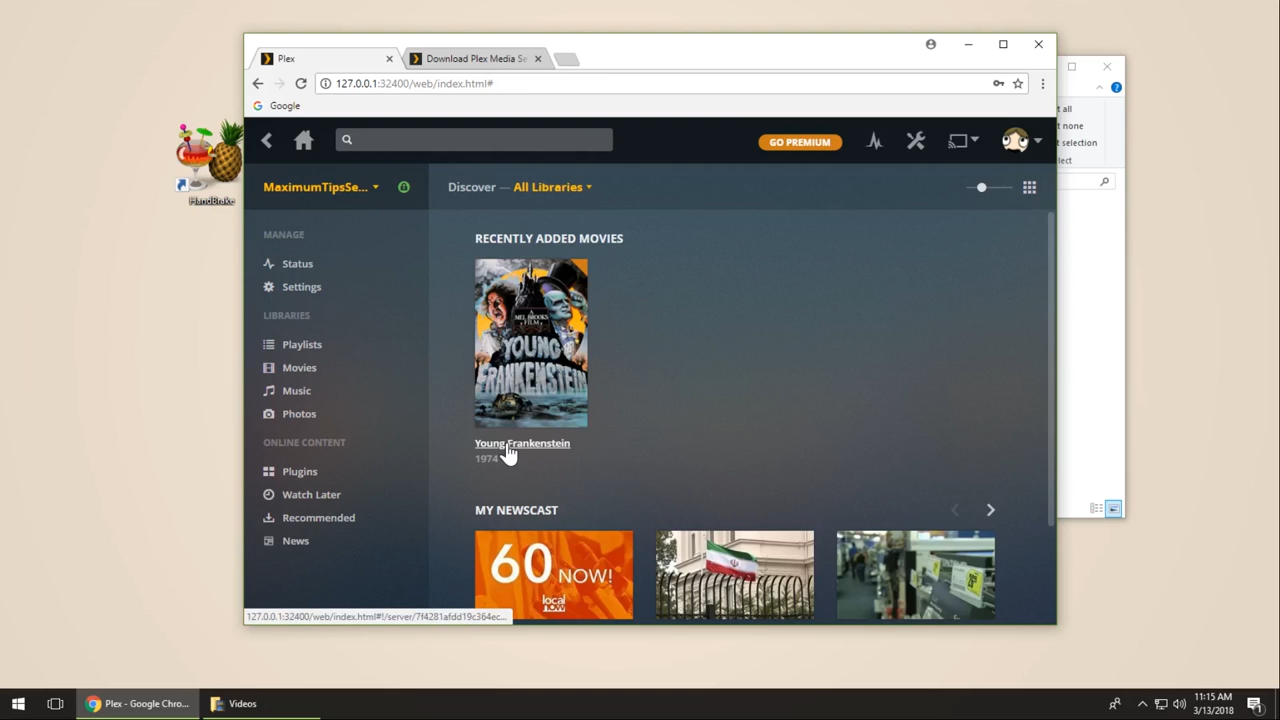 Plex
Download Plex Media Se
127.0.0.1:32400/web/index.html#
Google
HandBrake
GO PREMIUM
MaximumTipsSe...
Discover — All Libraries
MANAGE
Status
Settings
LIBRARIES
Playlists
Movies
Music
Photos
ONLINE CONTENT
Plugins
Watch Later
Recommended
News
RECENTLY ADDED MOVIES
A
MEL BROOKS
FILM
YOUNG
FRANKENSTEIN
Young Frankenstein
1974
MY NEWSCAST
60 NOW!
local
now
t all
t none
t selection
lect
127.0.0.1:32400/web/index.html#!/server/7f4281afdd19c364ec...
Plex - Google Chro...
Videos
11:15 AM
3/13/2018
1